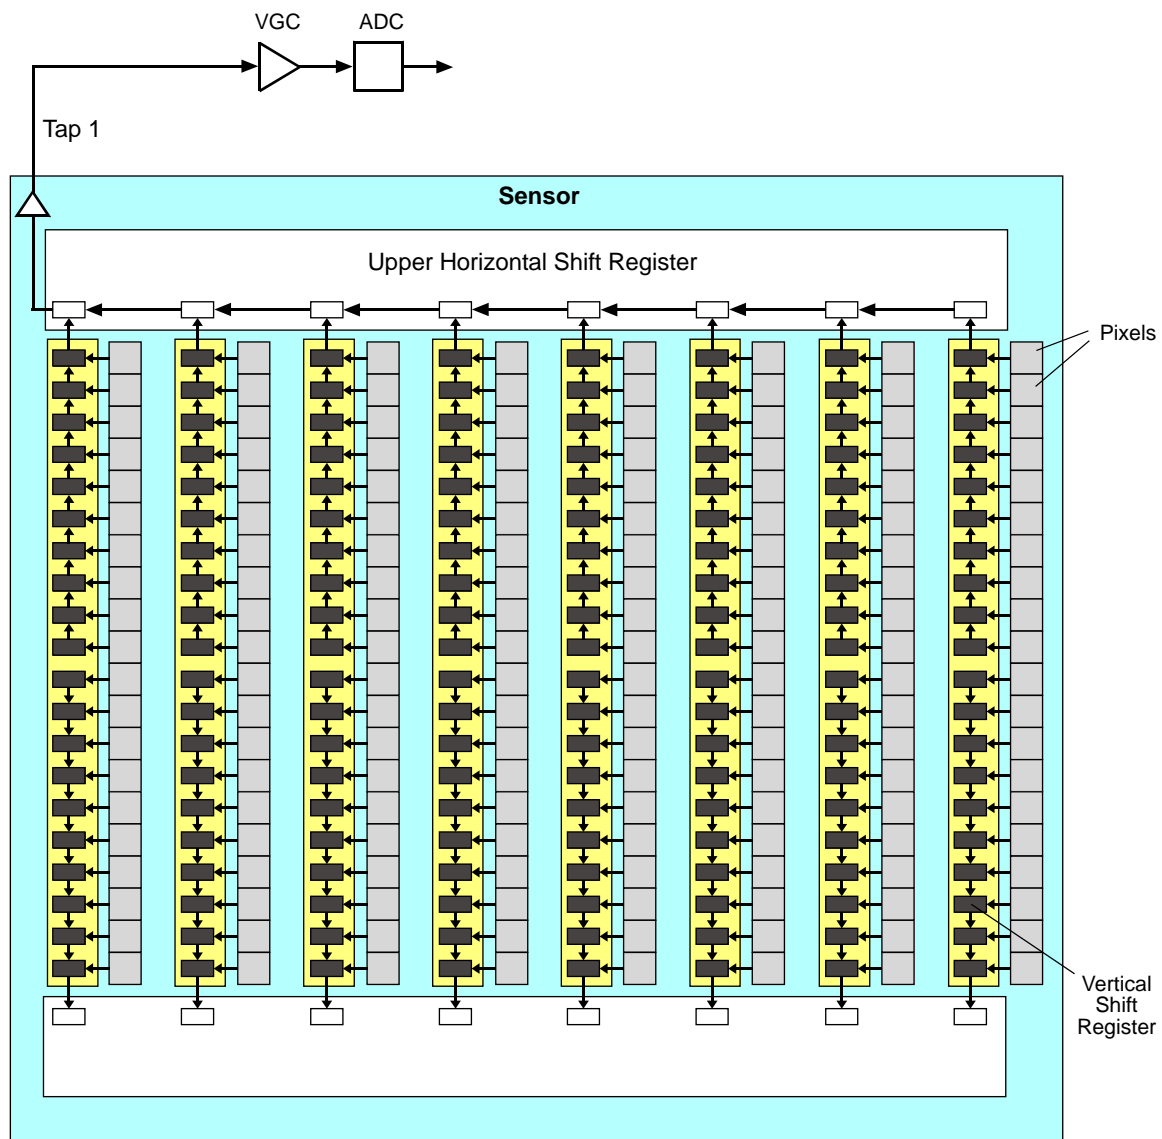 VGC
ADC
Tap 1
Sensor
Upper Horizontal Shift Register
Pixels
Vertical
Shift
Register